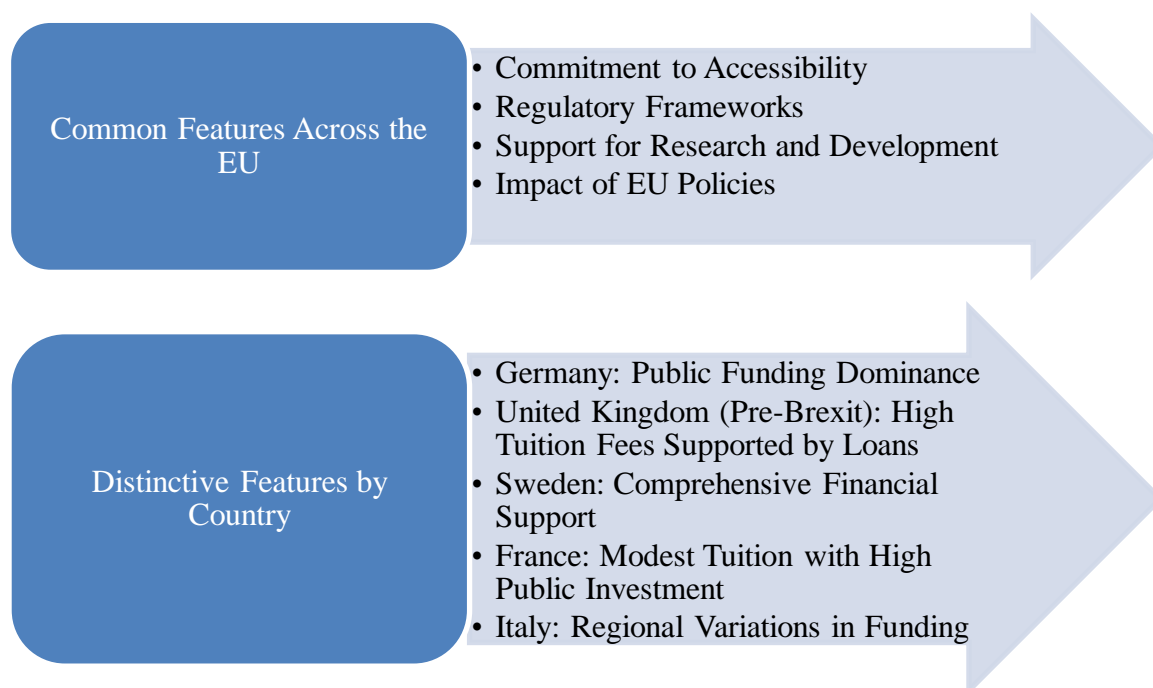 Common Features Across the
EU
• Commitment to Accessibility
• Regulatory Frameworks
• Support for Research and Development
• Impact of EU Policies
Distinctive Features by
Country
• Germany: Public Funding Dominance
• United Kingdom (Pre-Brexit): High
Tuition Fees Supported by Loans
• Sweden: Comprehensive Financial
Support
• France: Modest Tuition with High
Public Investment
• Italy: Regional Variations in Funding